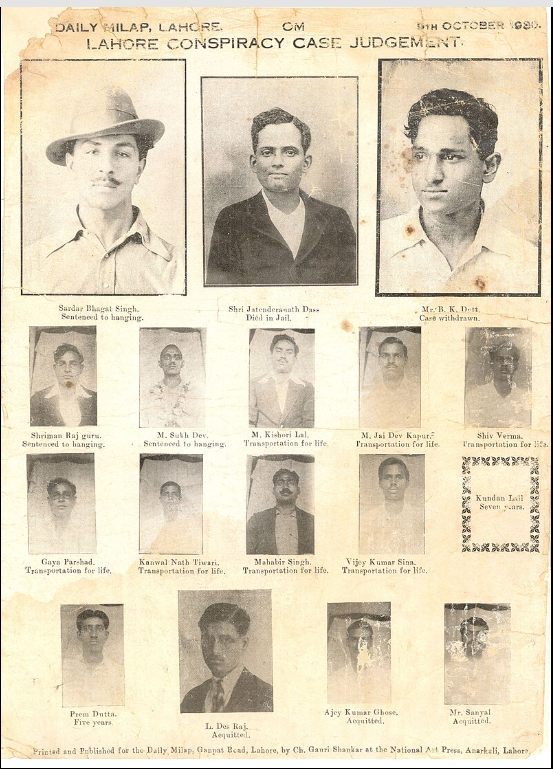 DAILY MILAP, LAHORE. OM 9TH OCTOBER 1930.
LAHORE CONSPIRACY CASE JUDGEMENT.
Sardar Bhagat Singh.
Sentenced to hanging.
Shri Jatenderanath Dass
Died in Jail.
Mr. B. K. Dutt.
Case withdrawn.
Shriman Raj guru.
Sentenced to hanging.
M. Sukh Dev.
Sentenced to hanging.
M. Kishori Lal.
Transportation for life.
M. Jai Dev Kapur.
Transportation for life.
Shiv Verma.
Transportation for life.
Gaya Parshad.
Transportation for life.
Kanwal Nath Tiwari.
Transportation for life.
Mahabir Singh.
Transportation for life.
Vijey Kumar Sina.
Transportation for life.
Kundan Lall
Seven years.
Prem Dutta.
Five years.
L. Des Raj.
Acquitted.
Ajey Kumar Ghose.
Acquitted.
Mr. Sanyal
Acquitted.
Printed and Published for the Daily Milap, Ganpat Road, Lahore, by Ch. Gauri Shankar at the National Art Press, Anarkali, Lahore.